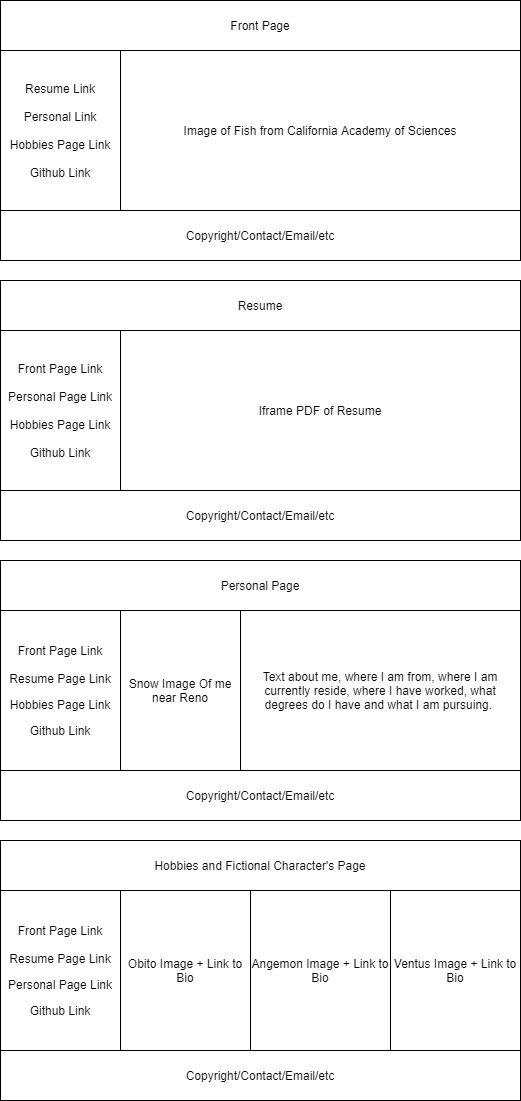 Front Page
Resume Link
Personal Link
Hobbies Page Link
Github Link
Image of Fish from California Academy of Sciences
Copyright/Contact/Email/etc
Resume
Front Page Link
Personal Page Link
Hobbies Page Link
Github Link
Iframe PDF of Resume
Copyright/Contact/Email/etc
Personal Page
Front Page Link
Resume Page Link
Hobbies Page Link
Github Link
Snow Image Of me
near Reno
Text about me, where I am from, where I am
currently reside, where I have worked, what
degrees do I have and what I am pursuing.
Copyright/Contact/Email/etc
Hobbies and Fictional Character's Page
Front Page Link
Resume Page Link
Personal Page Link
Github Link
Obito Image + Link to
Bio
Angemon Image + Link to
Bio
Ventus Image + Link to
Bio
Copyright/Contact/Email/etc